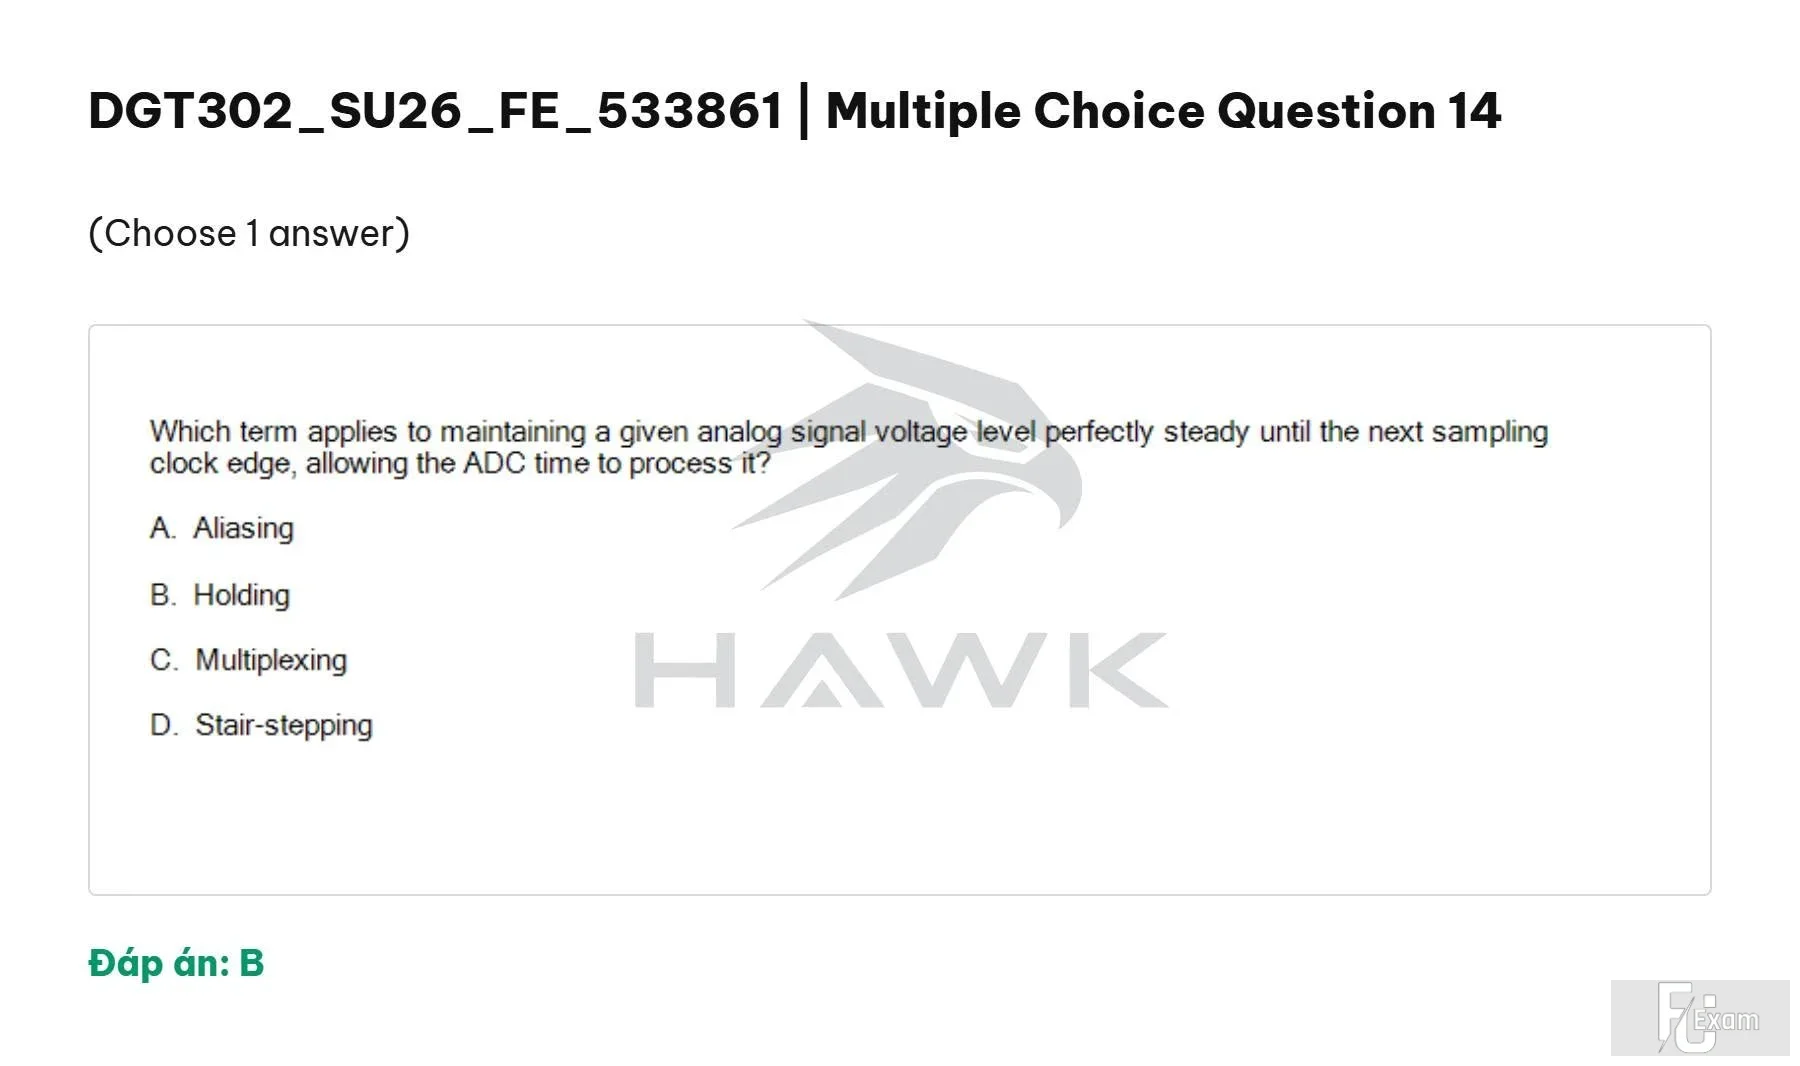 DGT302_SU26_FE_533861 | Multiple Choice Question 14
(Choose 1 answer)
Which term applies to maintaining a given analog signal voltage level perfectly steady until the next sampling
clock edge, allowing the ADC time to process it?
A. Aliasing
B. Holding
C. Multiplexing
D. Stair-stepping
HAWK
Đáp án: B
FU Exam